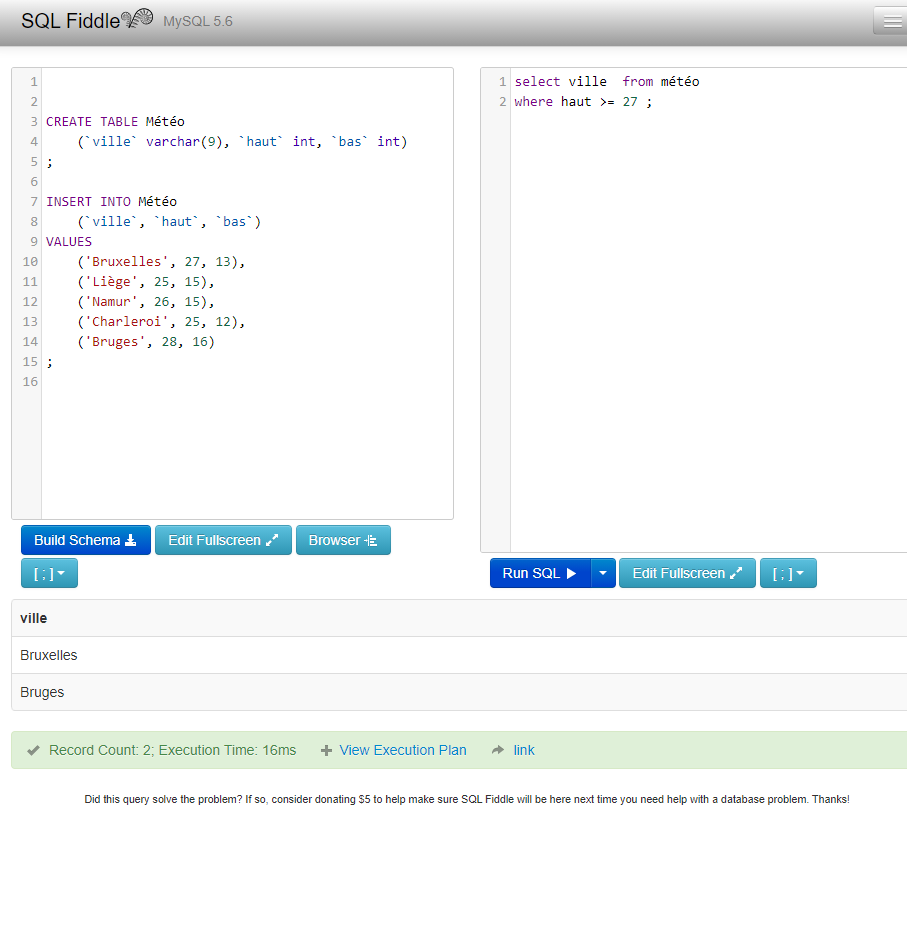 SQL Fiddle MySQL 5.6
1
2
3 CREATE TABLE Météo
4 (`ville` varchar(9), `haut` int, `bas` int)
5 ;
6
7 INSERT INTO Météo
8 (`ville`, `haut`, `bas`)
9 VALUES
10 ('Bruxelles', 27, 13),
11 ('Liège', 25, 15),
12 ('Namur', 26, 15),
13 ('Charleroi', 25, 12),
14 ('Bruges', 28, 16)
15 ;
16
Build Schema Edit Fullscreen Browser
[ ; ]
1 select ville  from météo
2 where haut >= 27 ;
Run SQL Edit Fullscreen [ ; ]
ville
Bruxelles
Bruges
Record Count: 2; Execution Time: 16ms View Execution Plan link
Did this query solve the problem? If so, consider donating $5 to help make sure SQL Fiddle will be here next time you need help with a database problem. Thanks!